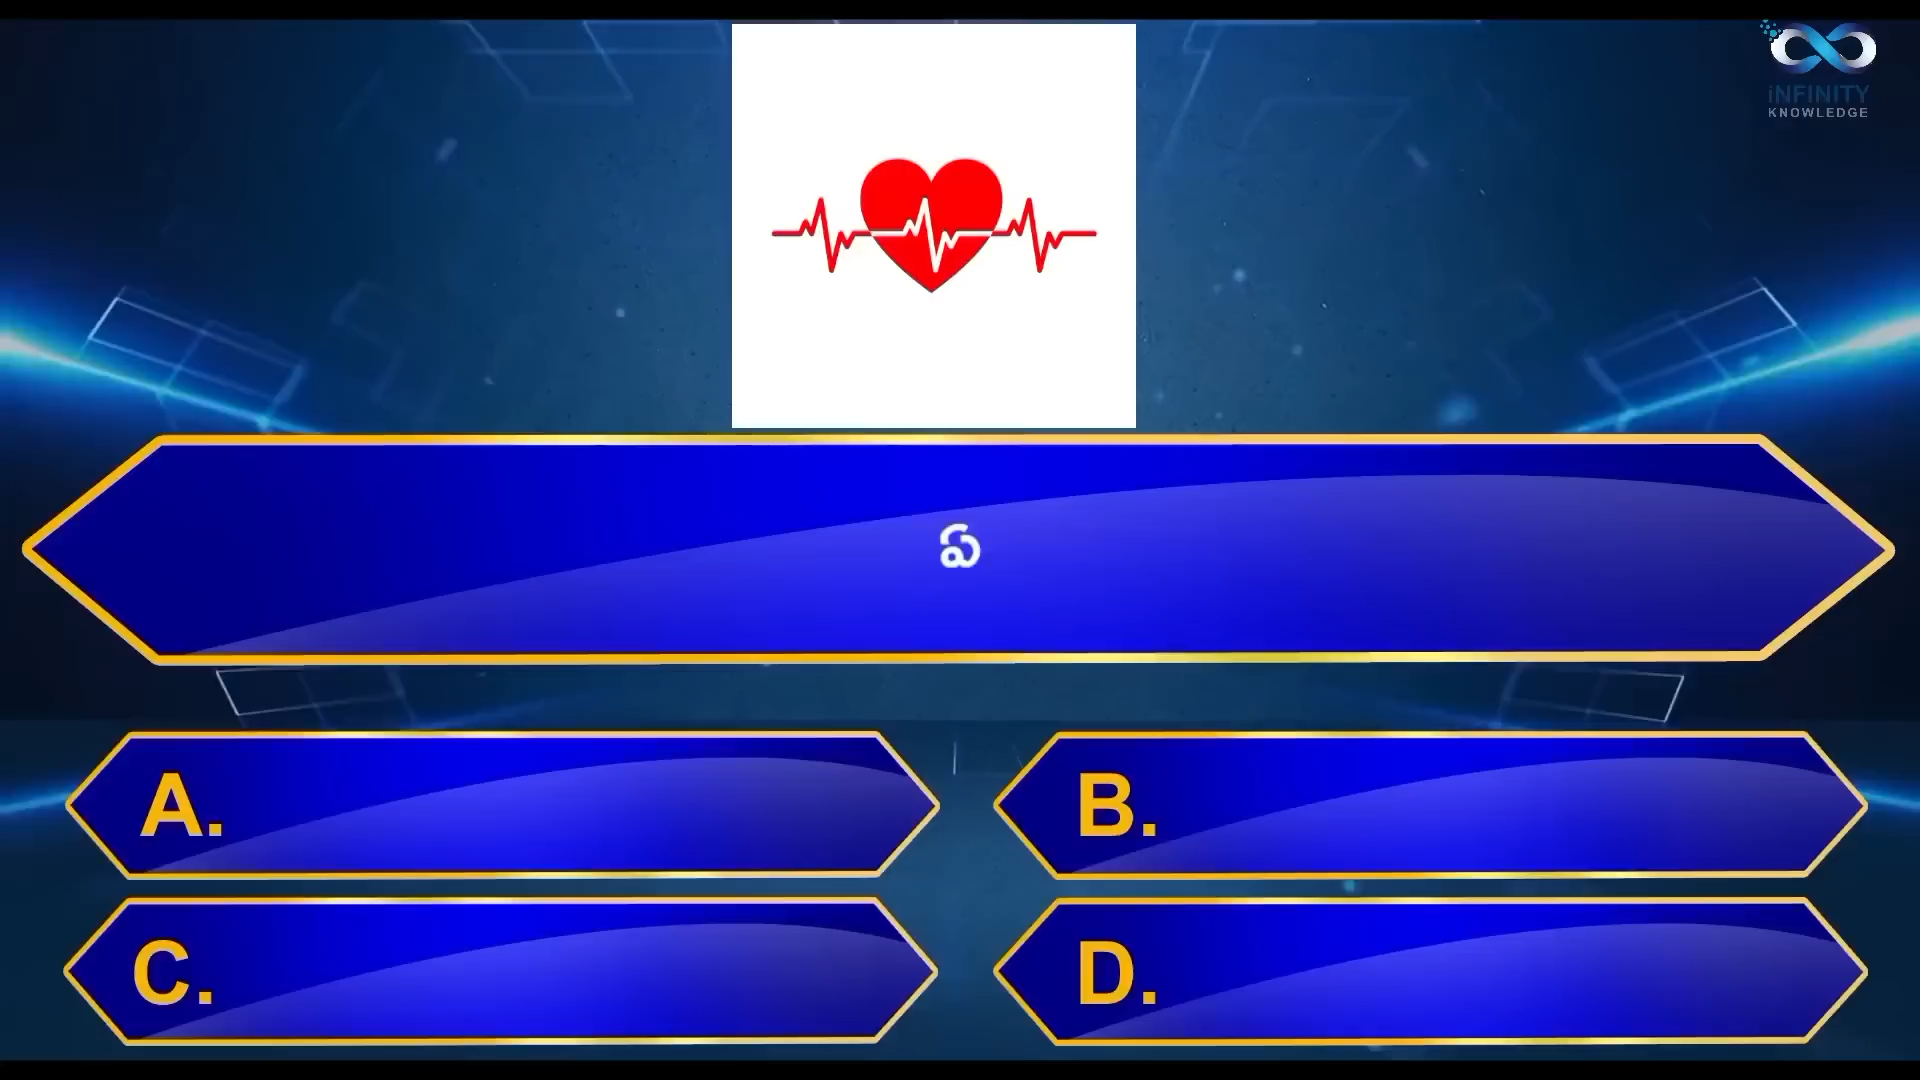 iNFINITY
KNOWLEDGE
ఏ
A.
B.
C.
D.